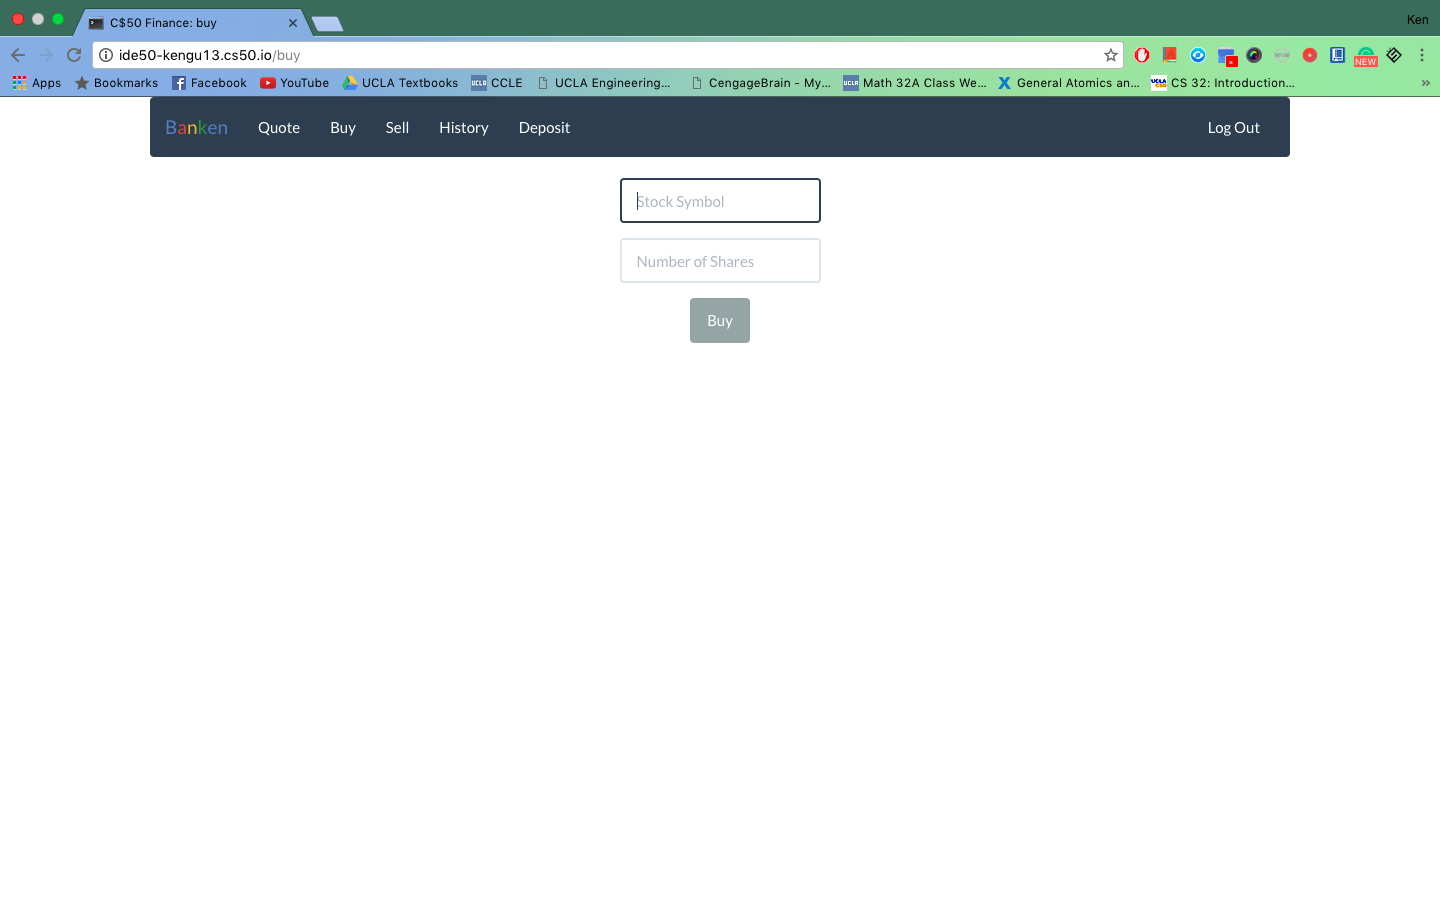 C$50 Finance: buy
Ken
ide50-kengu13.cs50.io/buy
NEW
Apps Bookmarks Facebook YouTube UCLA Textbooks CCLE UCLA Engineering... CengageBrain - My... Math 32A Class We... General Atomics an... CS 32: Introduction... »
Banken Quote Buy Sell History Deposit Log Out
Stock Symbol
Number of Shares
Buy